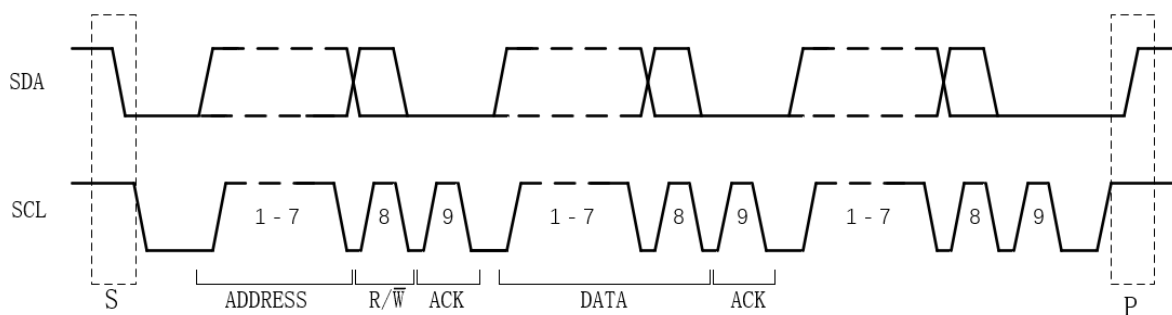 SDA
SCL
1 - 7 8 9 1 - 7 8 9 1 - 7 8 9
S ADDRESS R/W̅ ACK DATA ACK P